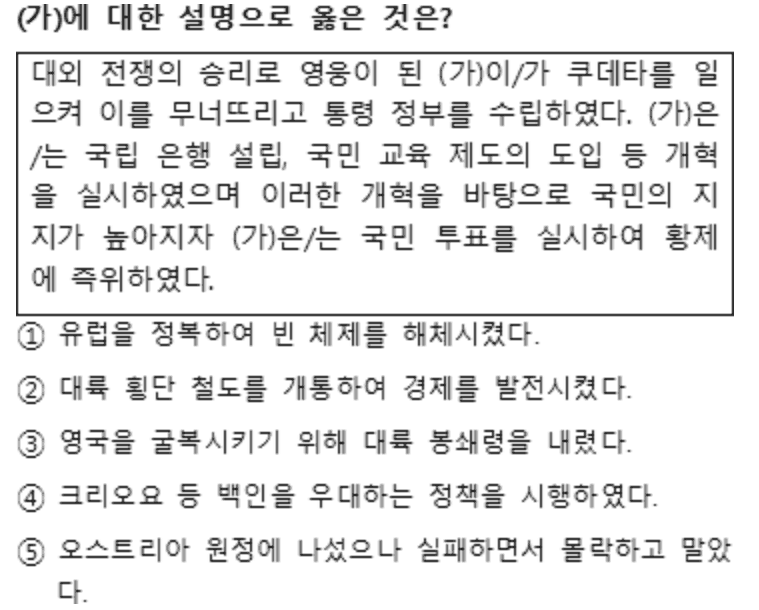 (가)에 대한 설명으로 옳은 것은?
대외 전쟁의 승리로 영웅이 된 (가)이/가 쿠데타를 일
으켜 이를 무너뜨리고 통령 정부를 수립하였다. (가)은
/는 국립 은행 설립, 국민 교육 제도의 도입 등 개혁
을 실시하였으며 이러한 개혁을 바탕으로 국민의 지
지가 높아지자 (가)은/는 국민 투표를 실시하여 황제
에 즉위하였다.
① 유럽을 정복하여 빈 체제를 해체시켰다.
② 대륙 횡단 철도를 개통하여 경제를 발전시켰다.
③ 영국을 굴복시키기 위해 대륙 봉쇄령을 내렸다.
④ 크리오요 등 백인을 우대하는 정책을 시행하였다.
⑤ 오스트리아 원정에 나섰으나 실패하면서 몰락하고 말았
다.